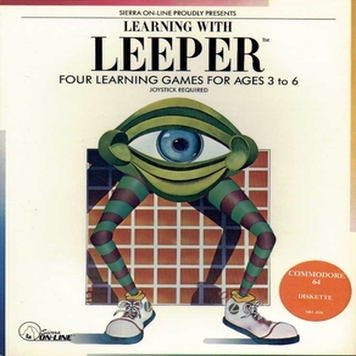 SIERRA ON-LINE PROUDLY PRESENTS
LEARNING WITH
LEEPER™
FOUR LEARNING GAMES FOR AGES 3 to 6
JOYSTICK REQUIRED
COMMODORE
64
DISKETTE
Sierra
ON-LINE